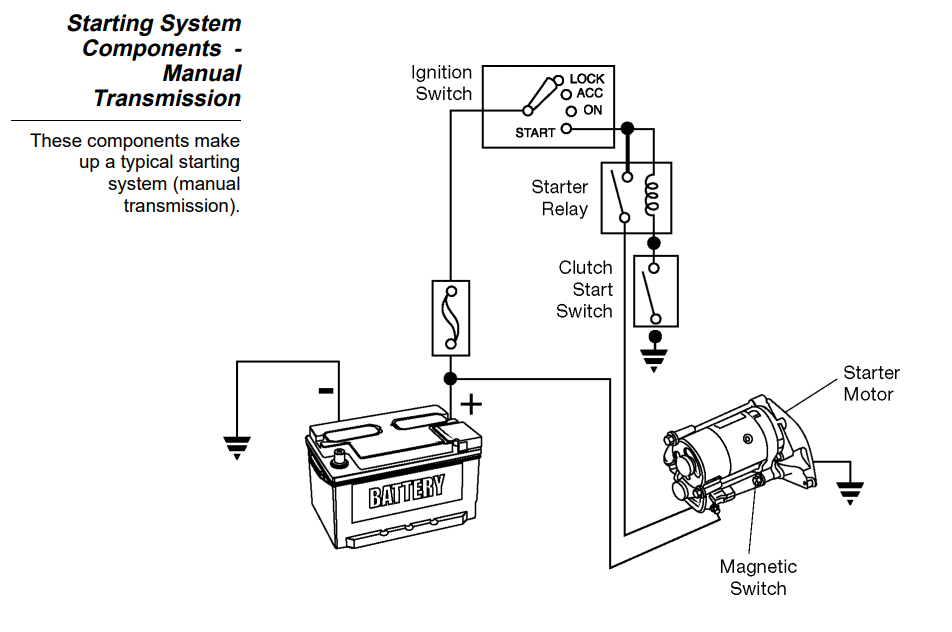 Starting System
Components -
Manual
Transmission
These components make
up a typical starting
system (manual
transmission).
Ignition
Switch
LOCK
ACC
ON
START
Starter
Relay
Clutch
Start
Switch
Starter
Motor
BATTERY
Magnetic
Switch